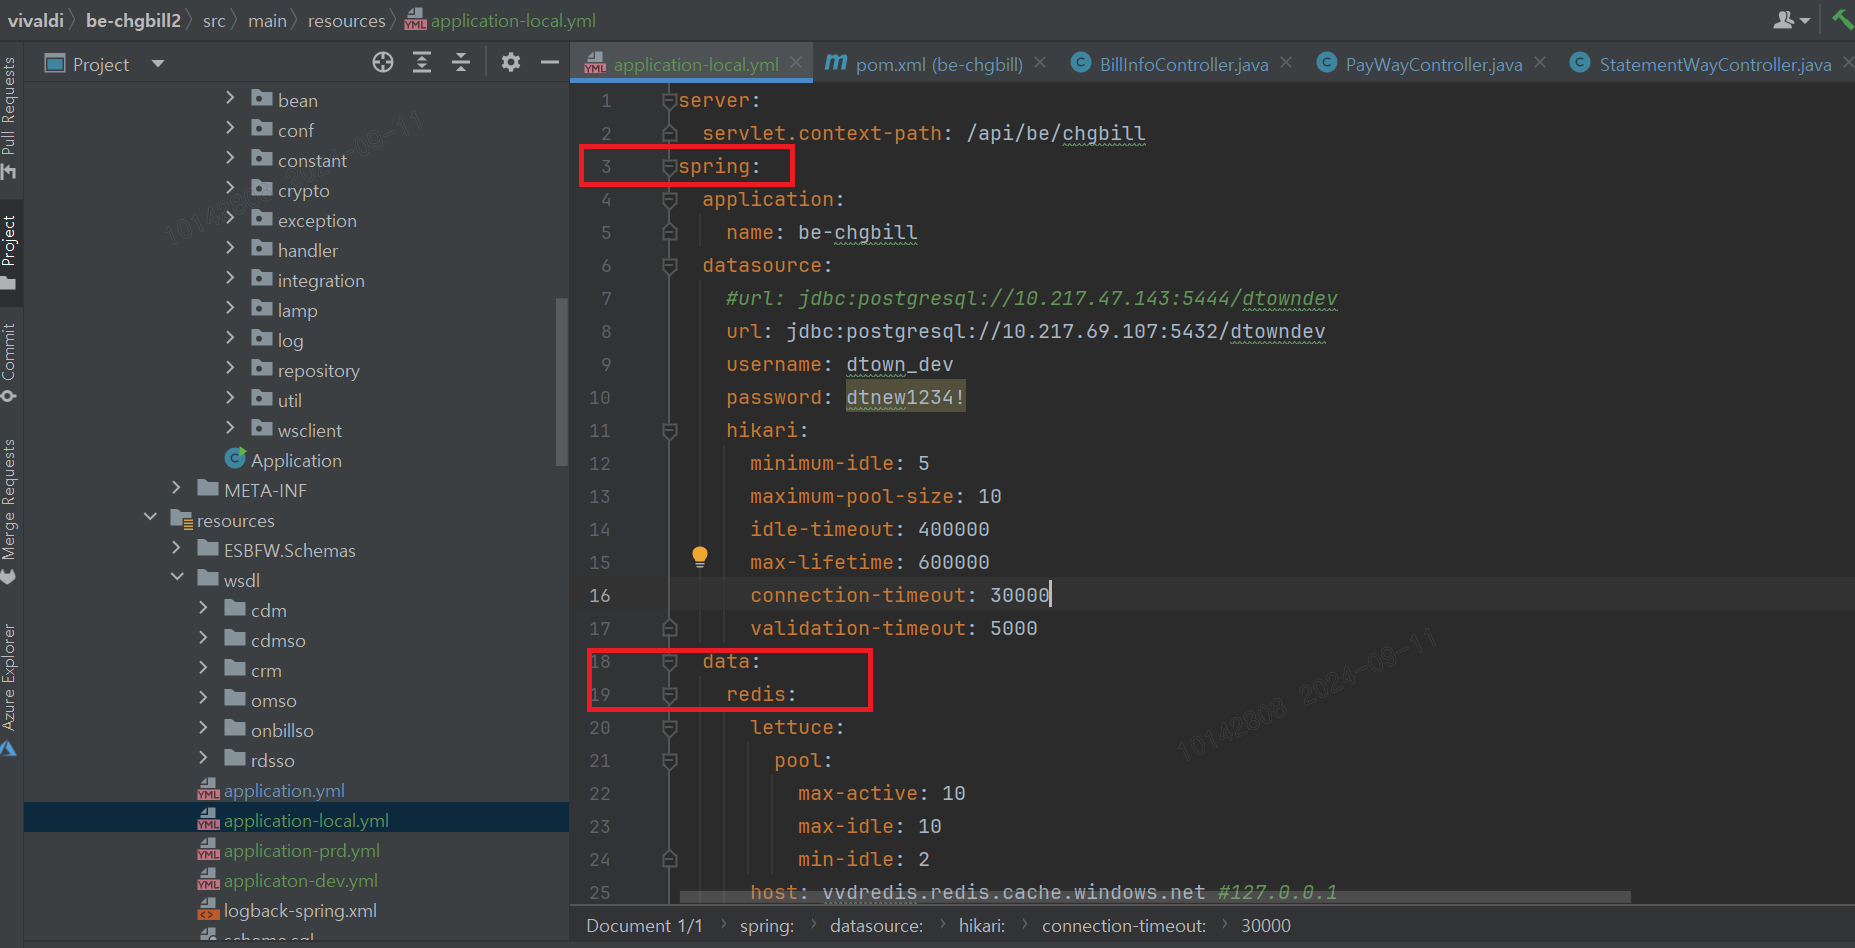 vivaldi be-chgbill2 src main resources application-local.yml
Project
application-local.yml
pom.xml (be-chgbill)
BillInfoController.java
PayWayController.java
StatementWayController.java
Pull Requests
Project
Commit
Merge Requests
Azure Explorer
bean
conf
constant
crypto
exception
handler
integration
lamp
log
repository
util
wsclient
Application
META-INF
resources
ESBFW.Schemas
wsdl
cdm
cdmso
crm
omso
onbillso
rdsso
application.yml
application-local.yml
application-prd.yml
applicaton-dev.yml
logback-spring.xml
1 server:
2 servlet.context-path: /api/be/chgbill
3 spring:
4 application:
5 name: be-chgbill
6 datasource:
7 #url: jdbc:postgresql://10.217.47.143:5444/dtowndev
8 url: jdbc:postgresql://10.217.69.107:5432/dtowndev
9 username: dtown_dev
10 password: dtnew1234!
11 hikari:
12 minimum-idle: 5
13 maximum-pool-size: 10
14 idle-timeout: 400000
15 max-lifetime: 600000
16 connection-timeout: 30000
17 validation-timeout: 5000
18 data:
19 redis:
20 lettuce:
21 pool:
22 max-active: 10
23 max-idle: 10
24 min-idle: 2
25 host: vvdredis.redis.cache.windows.net #127.0.0.1
Document 1/1 spring: datasource: hikari: connection-timeout: 30000
10142808 2024-09-11
10142808 2024-09-11